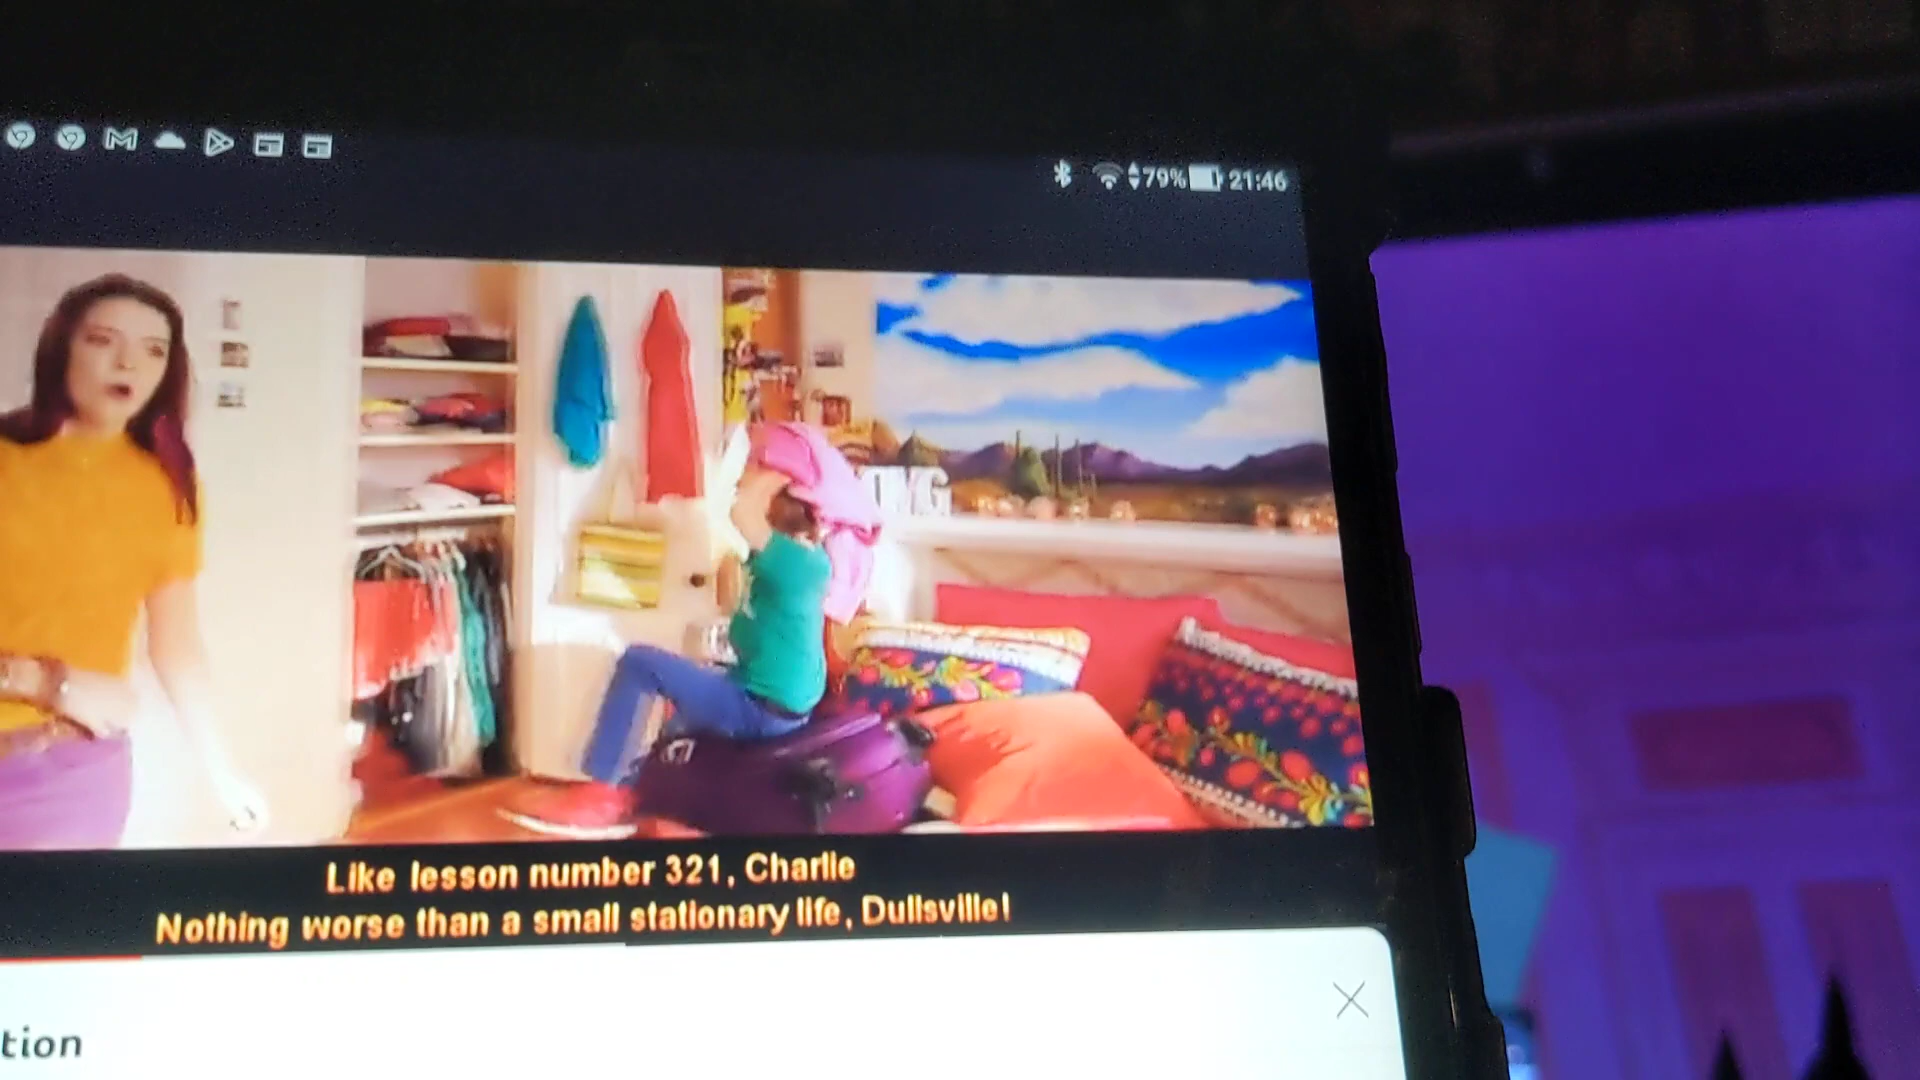 79% 21:46
Like lesson number 321, Charlie
Nothing worse than a small stationary life, Dullsville!
tion